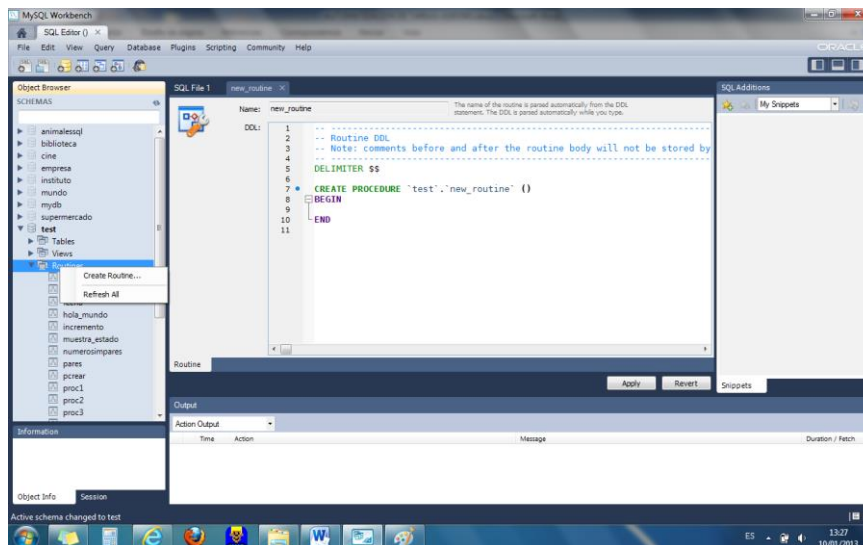 MySQL Workbench
SQL Editor ()
File Edit View Query Database Plugins Scripting Community Help
ORACLE
Object Browser
SQL File 1
new_routine
SQL Additions
SCHEMAS
Name: new_routine
The name of the routine is parsed automatically from the DDL
statement. The DDL is parsed automatically while you type.
My Snippets
DDL:
1 -- --------------------------------------------------------------------------------
2 -- Routine DDL
3 -- Note: comments before and after the routine body will not be stored by
4 -- --------------------------------------------------------------------------------
5 DELIMITER $$
6
7 CREATE PROCEDURE `test`.`new_routine` ()
8 BEGIN
9
10 END
11
animalessql
biblioteca
cine
empresa
instituto
mundo
mydb
supermercado
test
Tables
Views
Routines
Create Routine...
Refresh All
hola_mundo
incremento
muestra_estado
numerosimpares
pares
pcrear
proc1
proc2
proc3
Routine
Apply Revert
Snippets
Output
Action Output
Time Action Message Duration / Fetch
Information
Object Info Session
Active schema changed to test
ES
13:27
10/01/2013